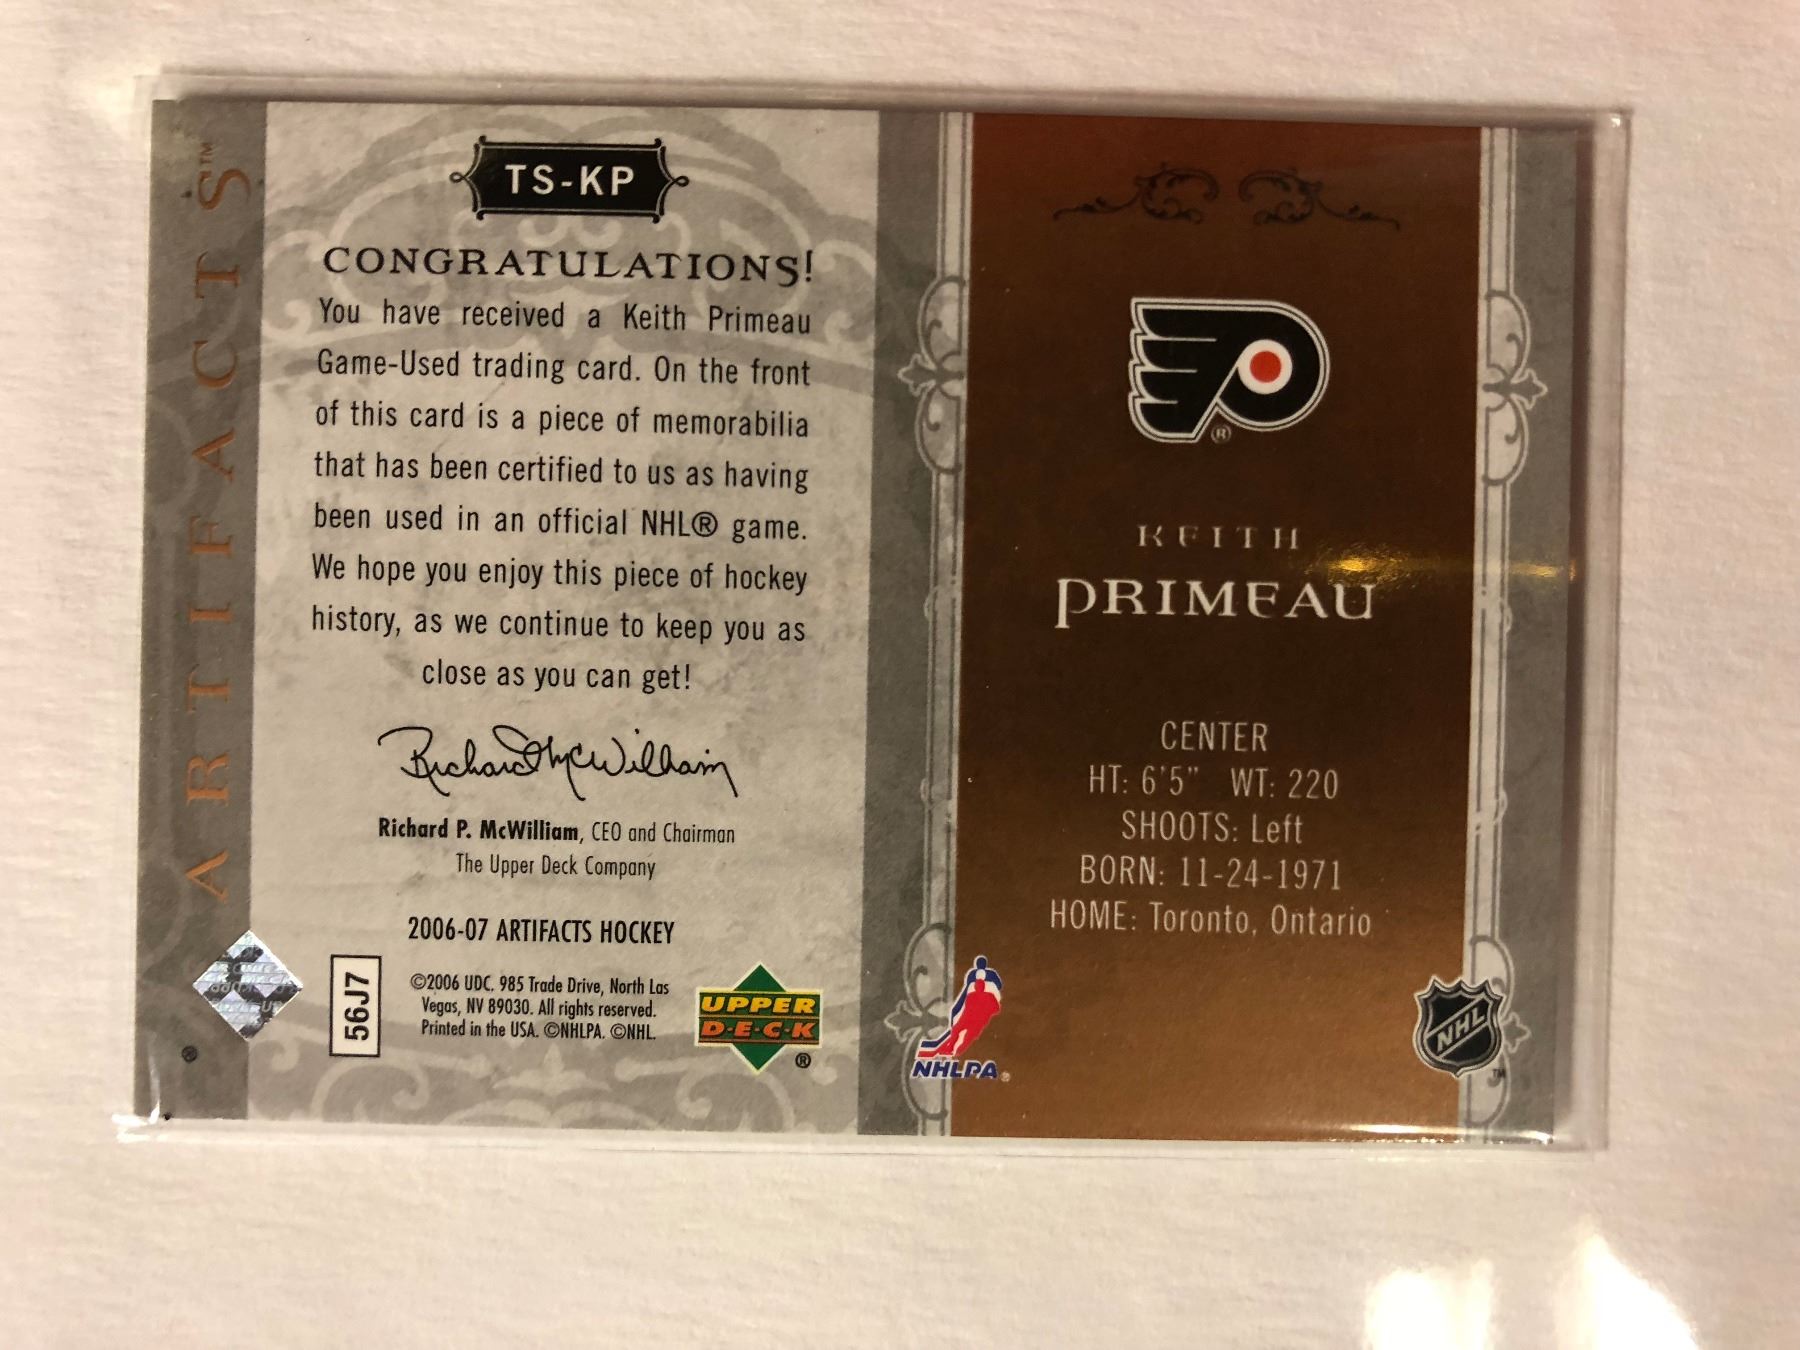 ARTIFACTS™
TS-KP
CONGRATULATIONS!
You have received a Keith Primeau
Game-Used trading card. On the front
of this card is a piece of memorabilia
that has been certified to us as having
been used in an official NHL® game.
We hope you enjoy this piece of hockey
history, as we continue to keep you as
close as you can get!
Richard McWilliam
Richard P. McWilliam, CEO and Chairman
The Upper Deck Company
2006-07 ARTIFACTS HOCKEY
56J7
©2006 UDC. 985 Trade Drive, North Las
Vegas, NV 89030. All rights reserved.
Printed in the USA. ©NHLPA. ©NHL.
UPPER
D·E·C·K
®
®
®
KEITH
PRIMEAU
CENTER
HT: 6'5" WT: 220
SHOOTS: Left
BORN: 11-24-1971
HOME: Toronto, Ontario
NHLPA®
NHL
™